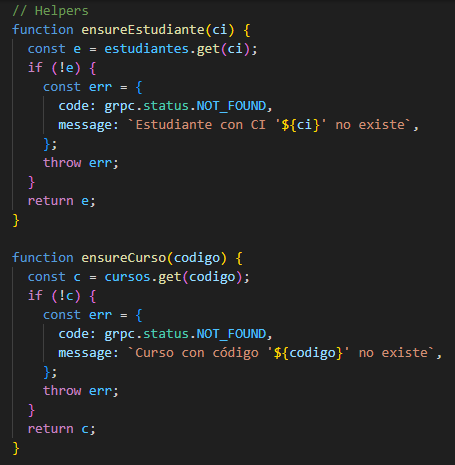 // Helpers
function ensureEstudiante(ci) {
  const e = estudiantes.get(ci);
  if (!e) {
    const err = {
      code: grpc.status.NOT_FOUND,
      message: `Estudiante con CI '${ci}' no existe`,
    };
    throw err;
  }
  return e;
}

function ensureCurso(codigo) {
  const c = cursos.get(codigo);
  if (!c) {
    const err = {
      code: grpc.status.NOT_FOUND,
      message: `Curso con código '${codigo}' no existe`,
    };
    throw err;
  }
  return c;
}